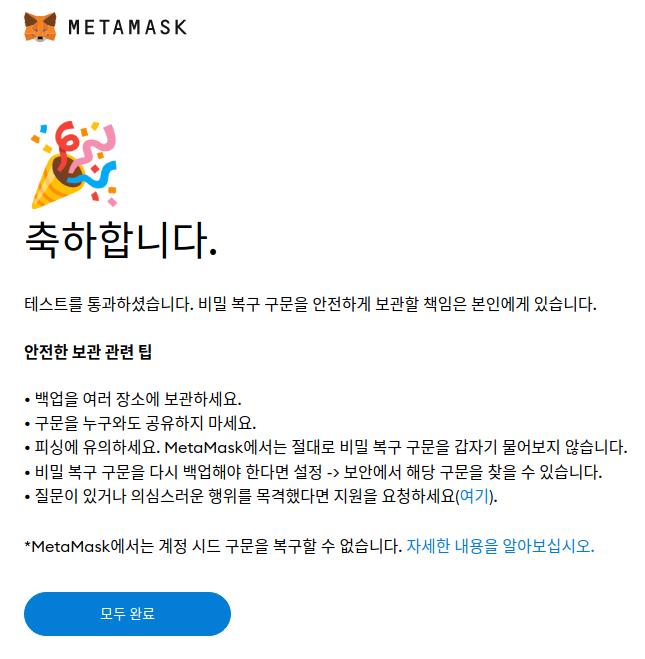 METAMASK
축하합니다.
테스트를 통과하셨습니다. 비밀 복구 구문을 안전하게 보관할 책임은 본인에게 있습니다.
안전한 보관 관련 팁
• 백업을 여러 장소에 보관하세요.
• 구문을 누구와도 공유하지 마세요.
• 피싱에 유의하세요. MetaMask에서는 절대로 비밀 복구 구문을 갑자기 물어보지 않습니다.
• 비밀 복구 구문을 다시 백업해야 한다면 설정 -> 보안에서 해당 구문을 찾을 수 있습니다.
• 질문이 있거나 의심스러운 행위를 목격했다면 지원을 요청하세요(여기).
*MetaMask에서는 계정 시드 구문을 복구할 수 없습니다. 자세한 내용을 알아보십시오.
모두 완료